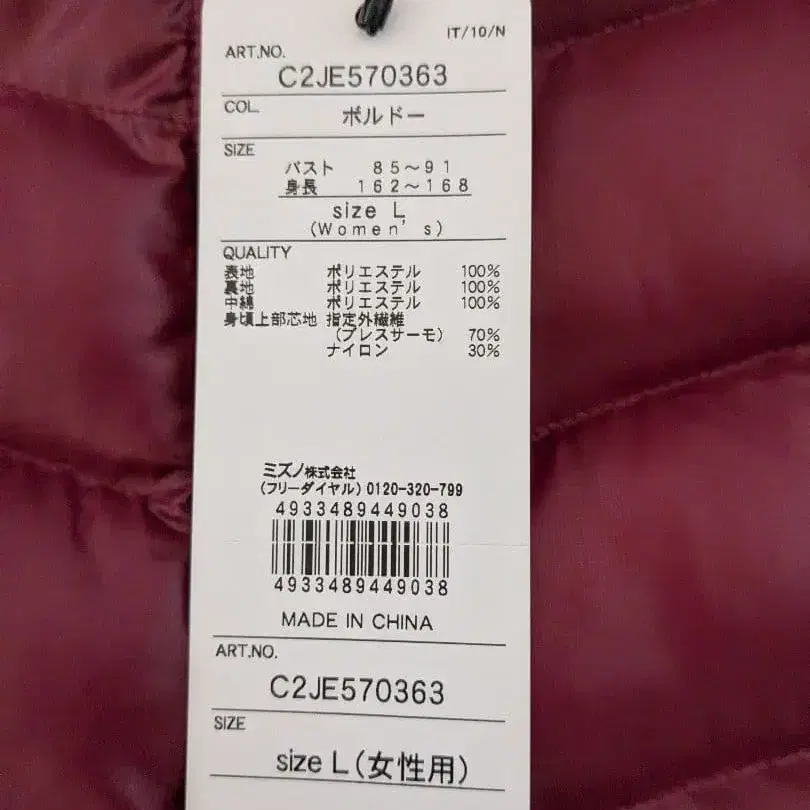 IT/10/N
ART.NO.
C2JE570363
COL. ボルドー
SIZE
バスト 85～91
身長 162～168
size L
(Women's)
QUALITY
表地 ポリエステル 100%
裏地 ポリエステル 100%
中綿 ポリエステル 100%
身頃上部芯地 指定外繊維
(ブレスサーモ) 70%
ナイロン 30%
ミズノ株式会社
(フリーダイヤル) 0120-320-799
4933489449038
4933489449038
MADE IN CHINA
ART.NO.
C2JE570363
SIZE
size L(女性用)